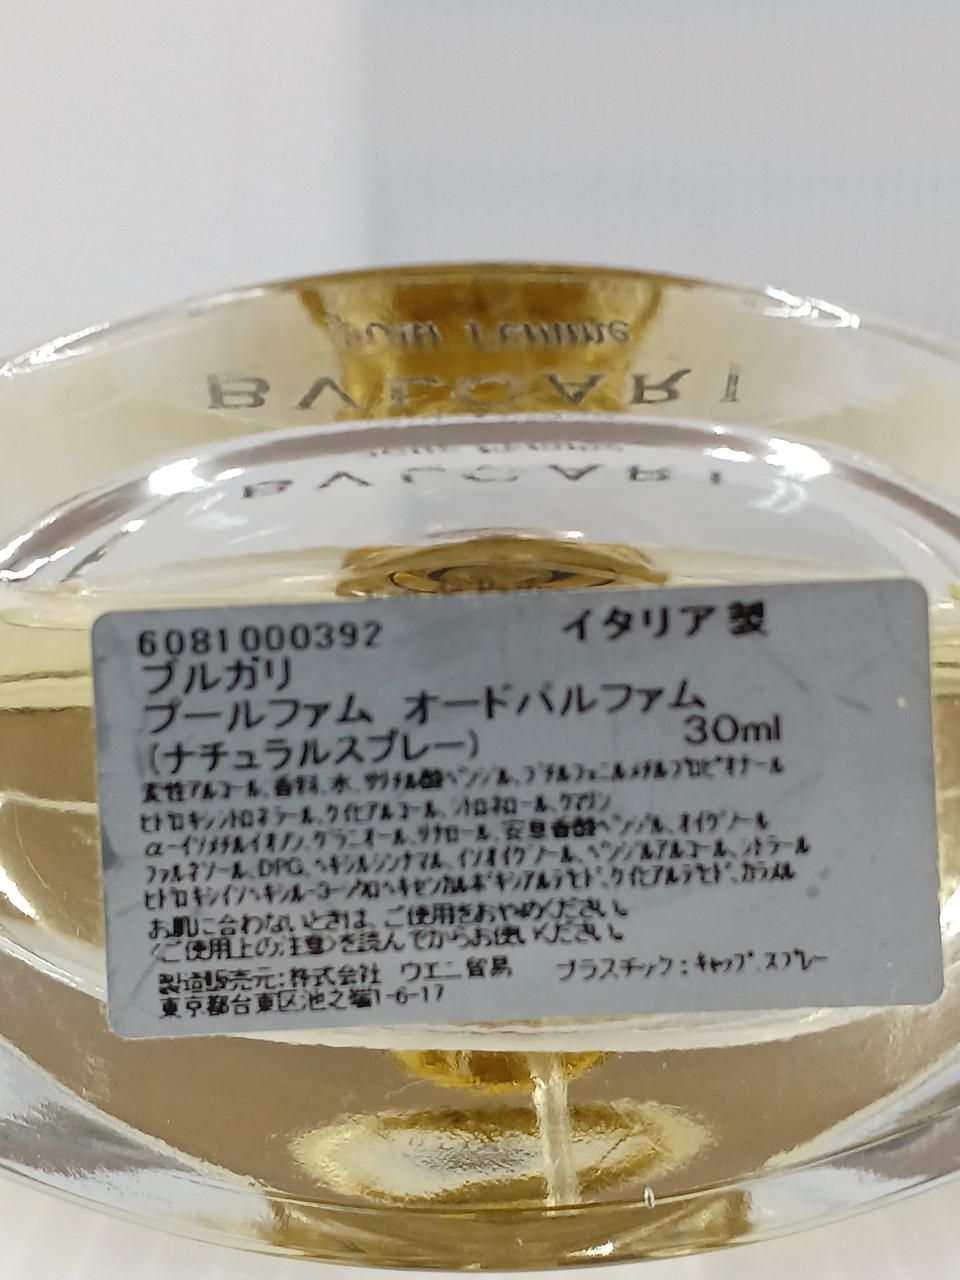 pour Femme
BVLGARI
BVLGARI
6081000392 イタリア製
ブルガリ
プールファム オードパルファム
30ml
(ナチュラルスプレー)
変性アルコール、香料、水、サリチル酸ベンジル、ブチルフェニルメチルプロピオナール
ヒドロキシシトロネラール、ケイヒアルコール、シトロネロール、クマリン
α-イソメチルイオノン、ゲラニオール、リナロール、安息香酸ベンジル、オイゲノール
ファルネソール、DPG、ヘキシルシンナマル、イソオイゲノール、ベンジルアルコール、シトラール
ヒドロキシイソヘキシル-3-シクロヘキセンカルボキシアルデヒド、ケイヒアルデヒド、カラメル
お肌に合わないときは、ご使用をおやめください。
〈ご使用上の注意〉を読んでからお使いください。
製造販売元:株式会社 ウエニ貿易 プラスチック:キャップ.スプレー
東京都台東区池之端1-6-17